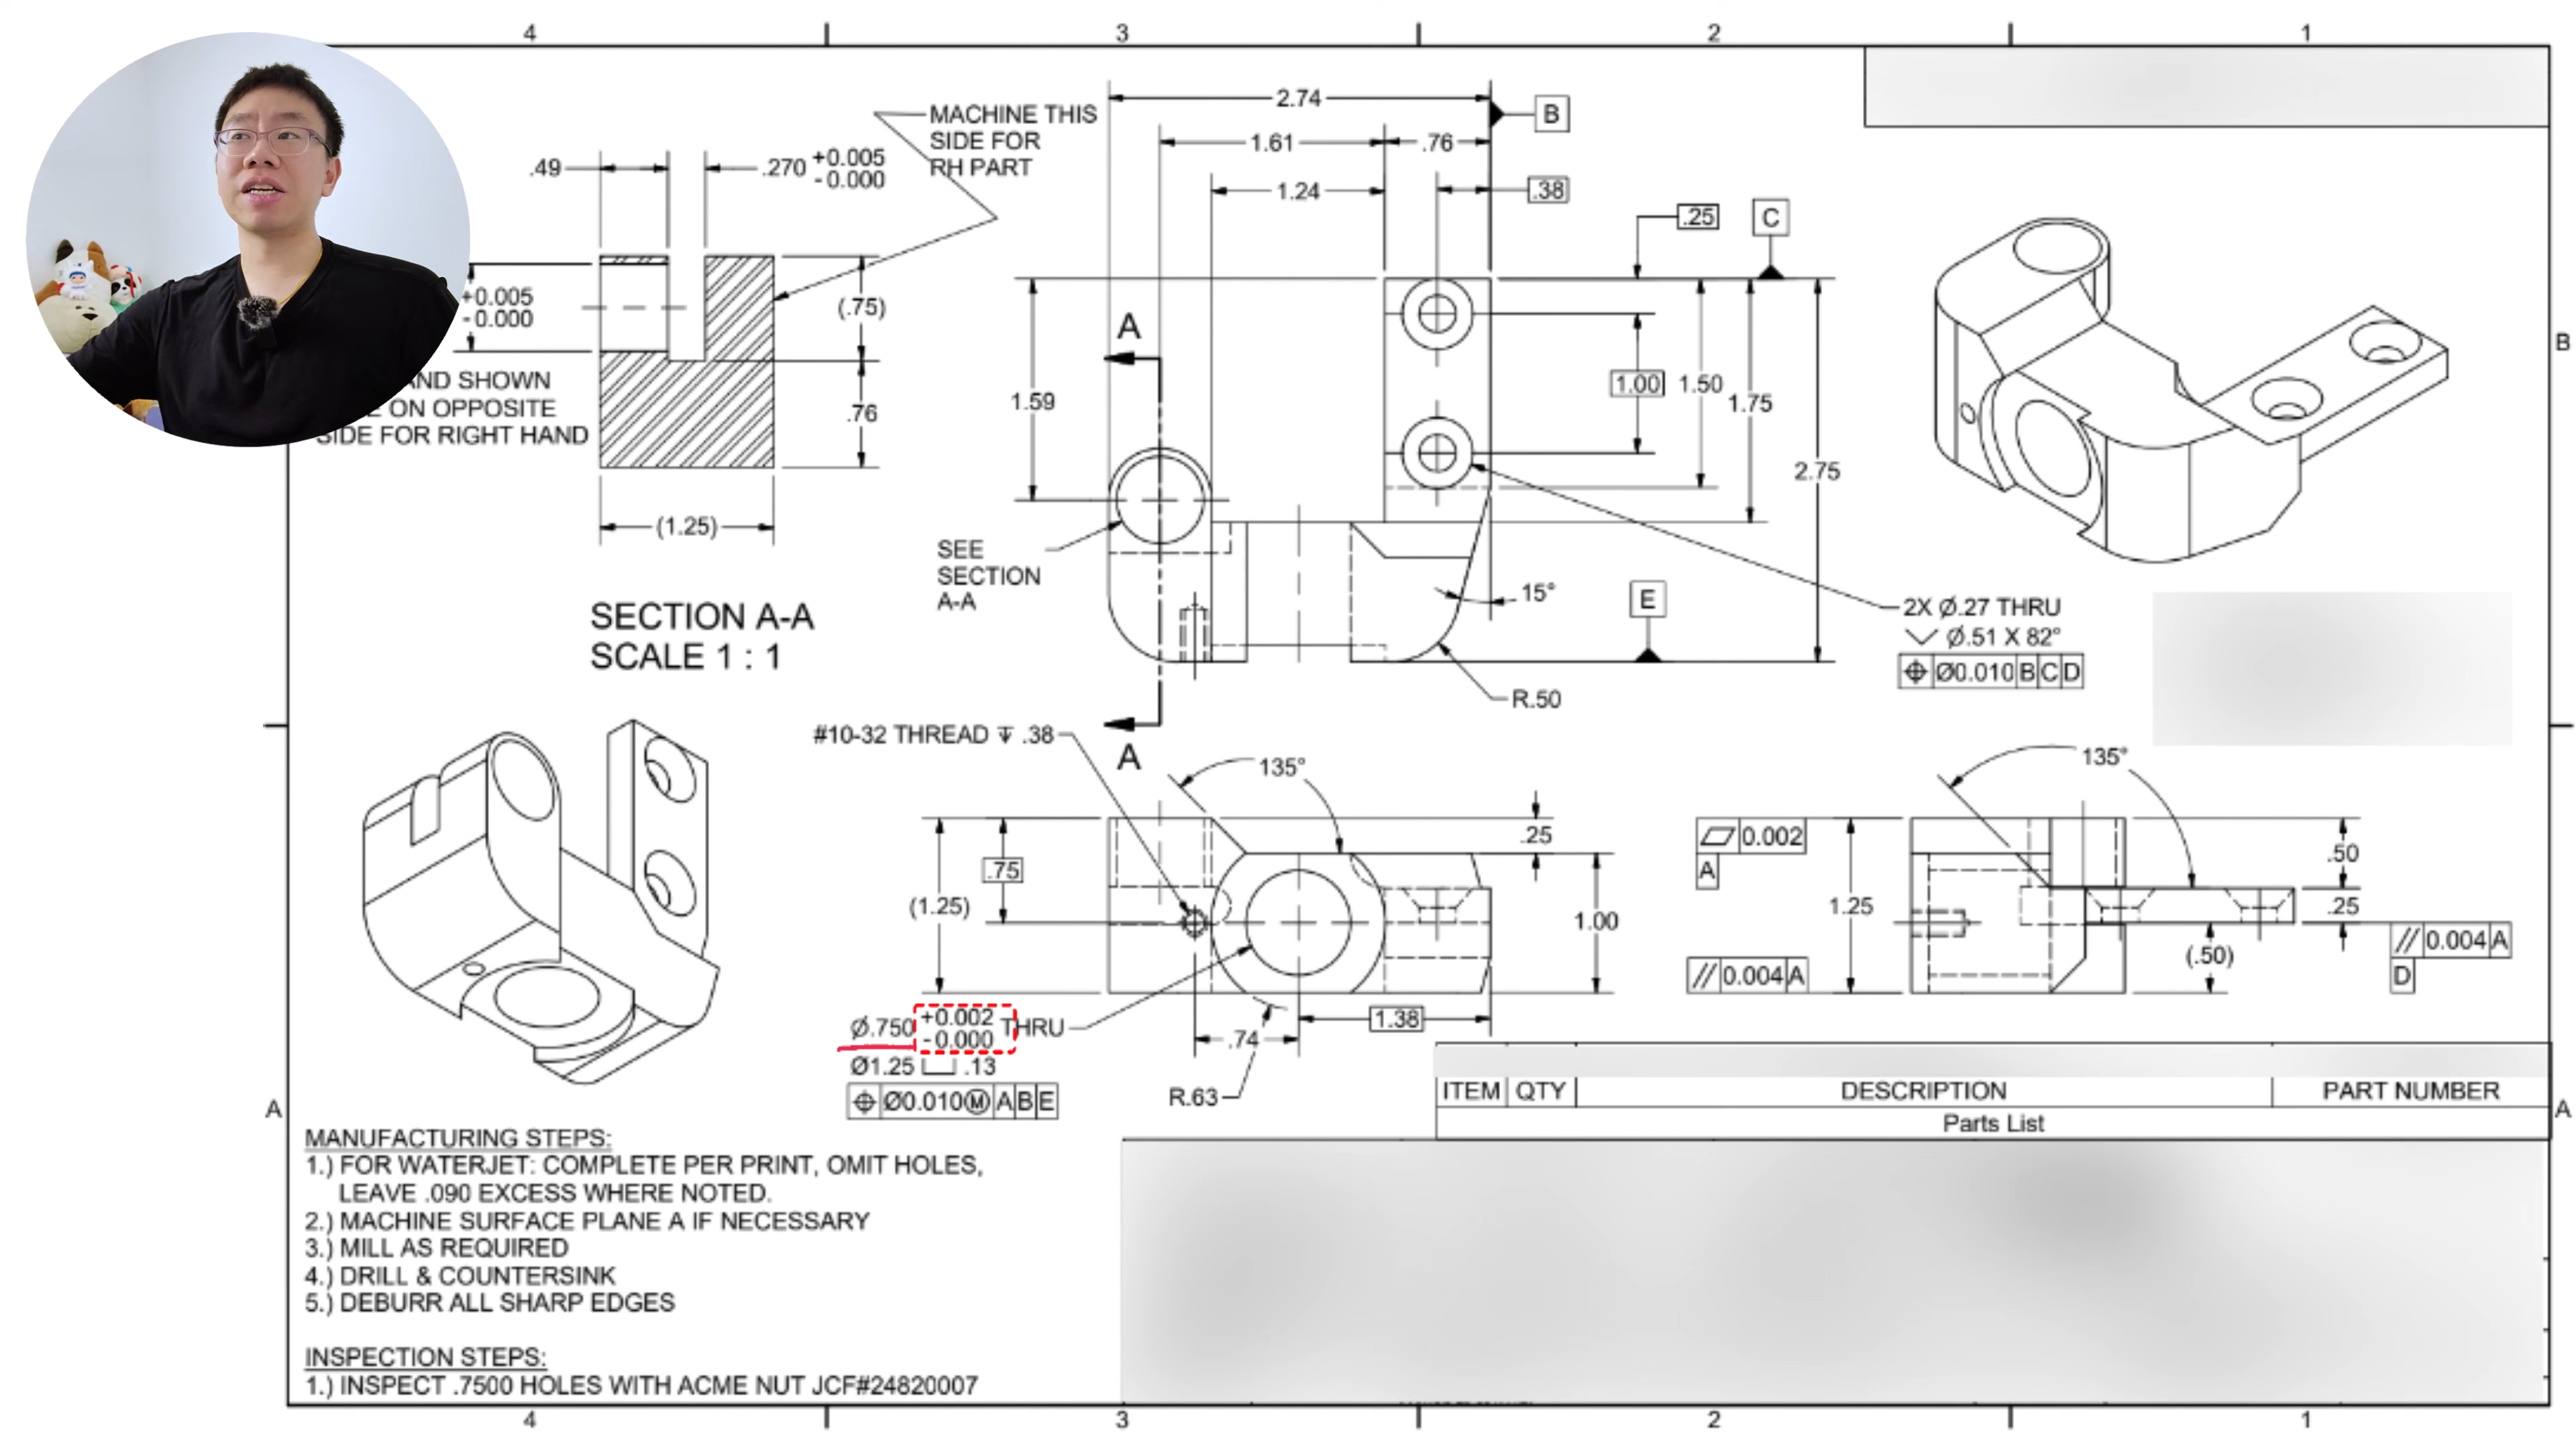 4 3 2 1
MACHINE THIS
SIDE FOR
RH PART
.49
.270 +0.005
-0.000
+0.005
-0.000
(.75)
.76
(1.25)
AND SHOWN
ON OPPOSITE
SIDE FOR RIGHT HAND
SECTION A-A
SCALE 1 : 1
2.74
B
1.61
.76
1.24
.38
.25
C
A
1.59
1.00
1.50
1.75
2.75
SEE
SECTION
A-A
15°
E
R.50
A
2X Ø.27 THRU
⌵ Ø.51 X 82°
⌖ Ø0.010 B C D
B
B
#10-32 THREAD ↧ .38
135°
.25
.75
(1.25)
1.00
1.38
.74
R.63
Ø.750 +0.002
-0.000 THRU
Ø1.25 ⌴ .13
⌖ Ø0.010 Ⓜ A B E
135°
⏥ 0.002
A
1.25
// 0.004 A
.50
.25
(.50)
// 0.004 A
D
ITEM QTY DESCRIPTION PART NUMBER
Parts List
A
A
MANUFACTURING STEPS:
1.) FOR WATERJET: COMPLETE PER PRINT, OMIT HOLES,
LEAVE .090 EXCESS WHERE NOTED.
2.) MACHINE SURFACE PLANE A IF NECESSARY
3.) MILL AS REQUIRED
4.) DRILL & COUNTERSINK
5.) DEBURR ALL SHARP EDGES
INSPECTION STEPS:
1.) INSPECT .7500 HOLES WITH ACME NUT JCF#24820007
4 3 2 1